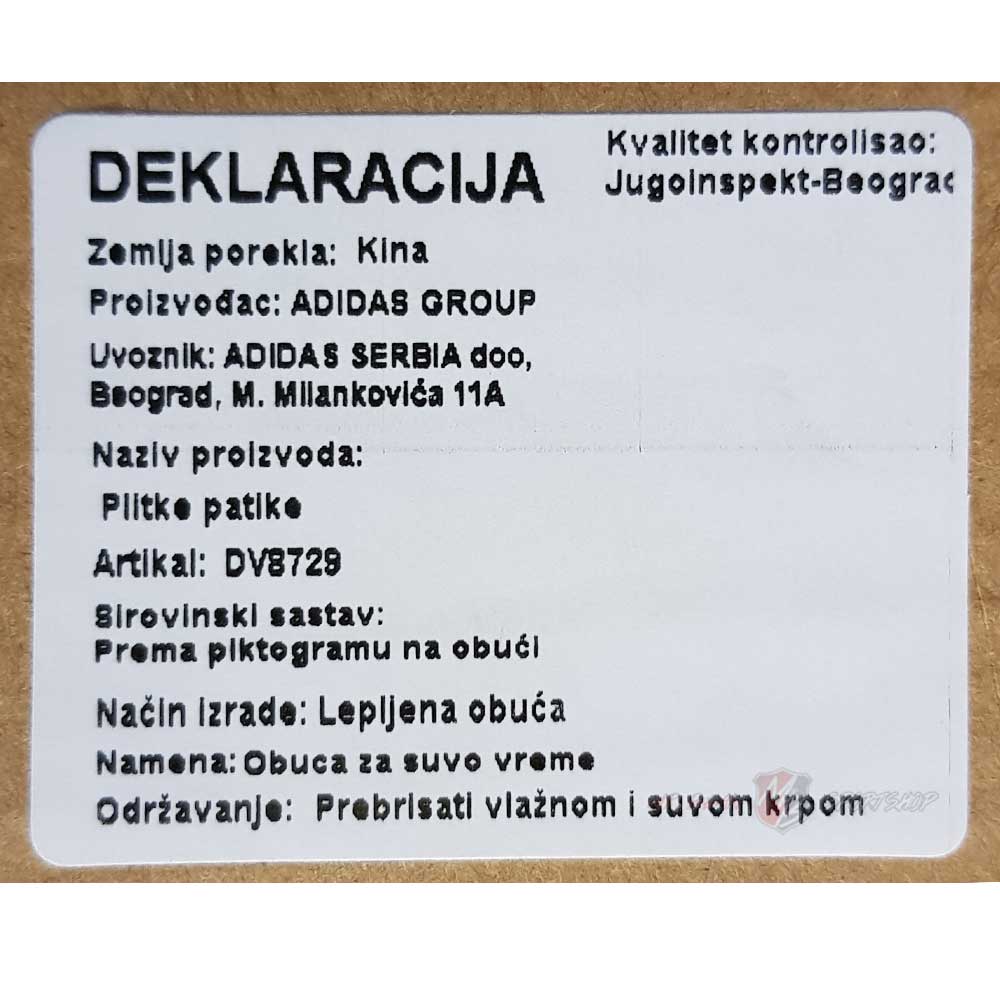 DEKLARACIJA
Kvalitet kontrolisao:
Jugoinspekt-Beograd
Zemlja porekla: Kina
Proizvođac: ADIDAS GROUP
Uvoznik: ADIDAS SERBIA doo,
Beograd, M. Milankovića 11A
Naziv proizvoda:
Plitke patike
Artikal: DV8729
Sirovinski sastav:
Prema piktogramu na obući
Način izrade: Lepljena obuća
Namena: Obuca za suvo vreme
Održavanje: Prebrisati vlažnom i suvom krpom